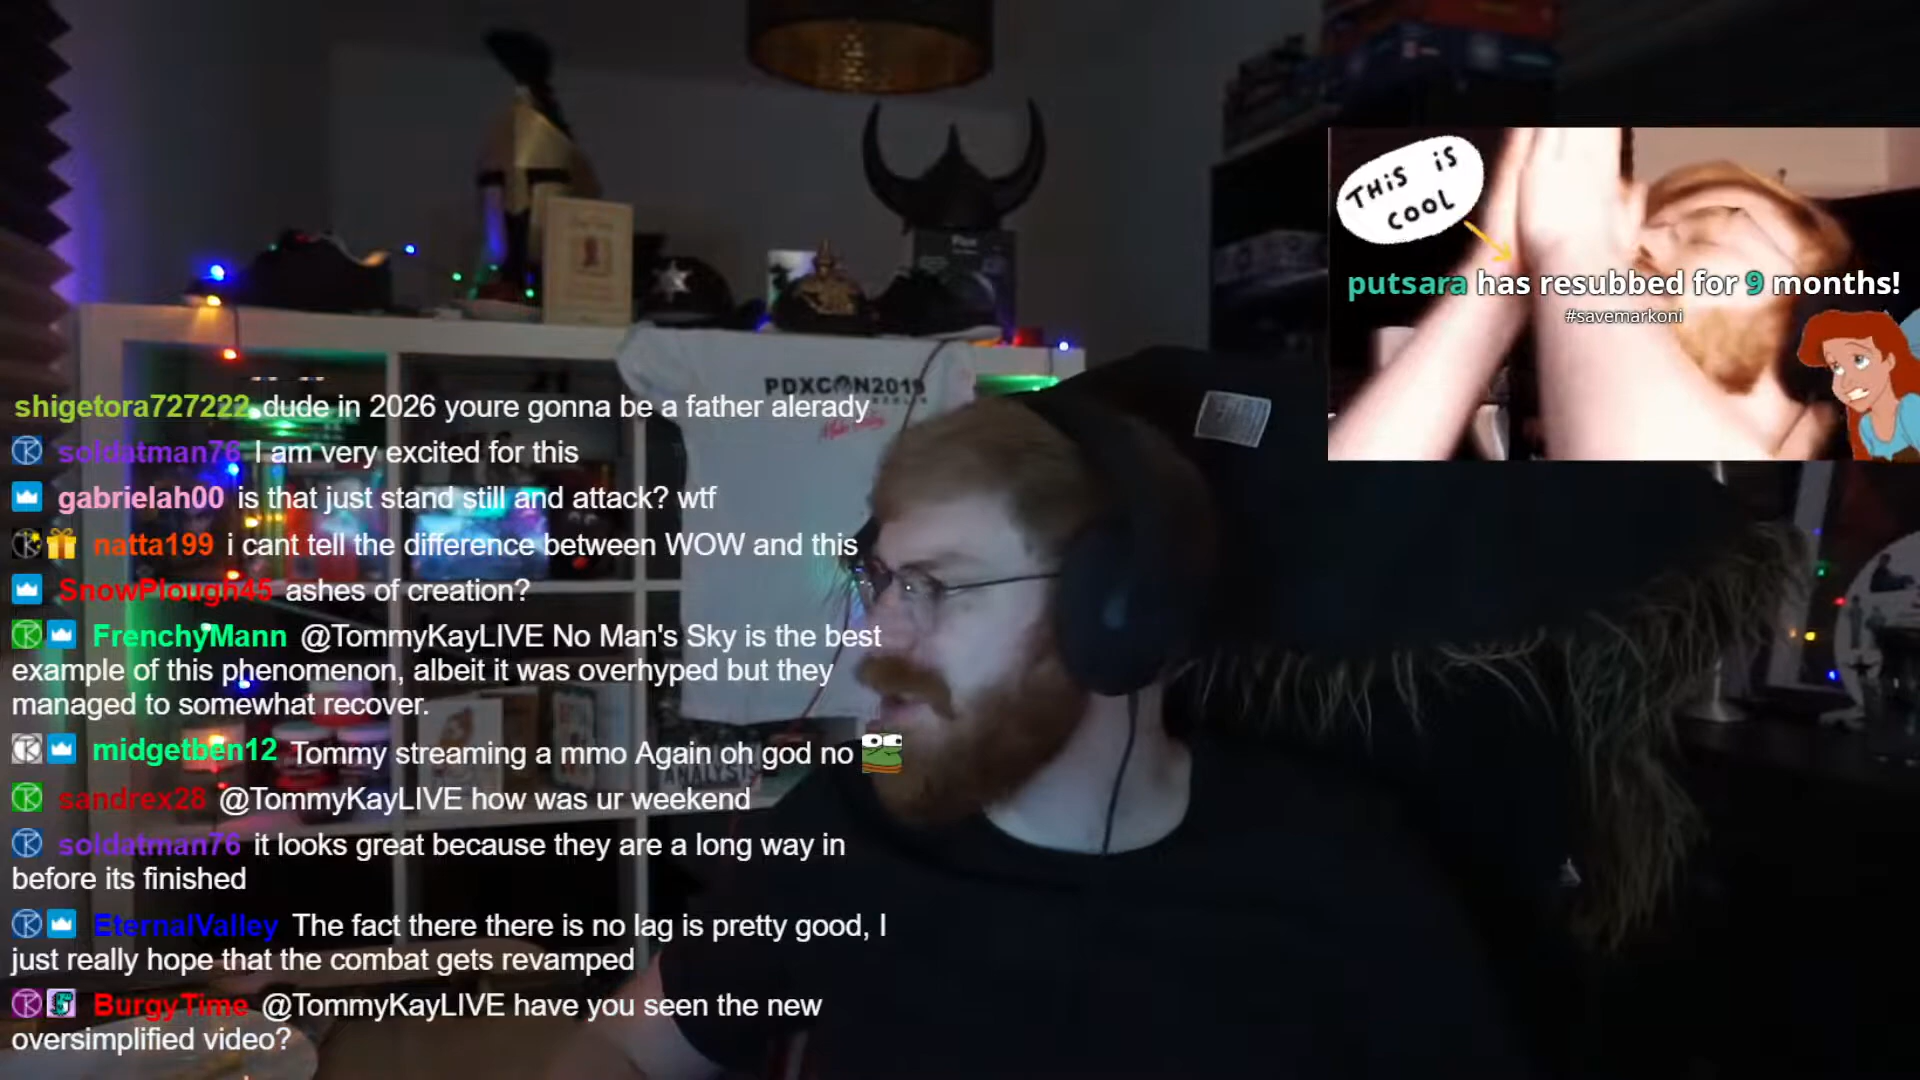 THiS iS
COOL
putsara has resubbed for 9 months!
#savemarkoni
PDXCON2019
BERLIN
shigetora727222 dude in 2026 youre gonna be a father alerady
soldatman76 I am very excited for this
gabrielah00 is that just stand still and attack? wtf
natta199 i cant tell the difference between WOW and this
SnowPlough45 ashes of creation?
FrenchyMann @TommyKayLIVE No Man's Sky is the best
example of this phenomenon, albeit it was overhyped but they
managed to somewhat recover.
midgetben12 Tommy streaming a mmo Again oh god no
ANALYSIS
sandrex28 @TommyKayLIVE how was ur weekend
soldatman76 it looks great because they are a long way in
before its finished
EternalValley The fact there there is no lag is pretty good, I
just really hope that the combat gets revamped
BurgyTime @TommyKayLIVE have you seen the new
oversimplified video?